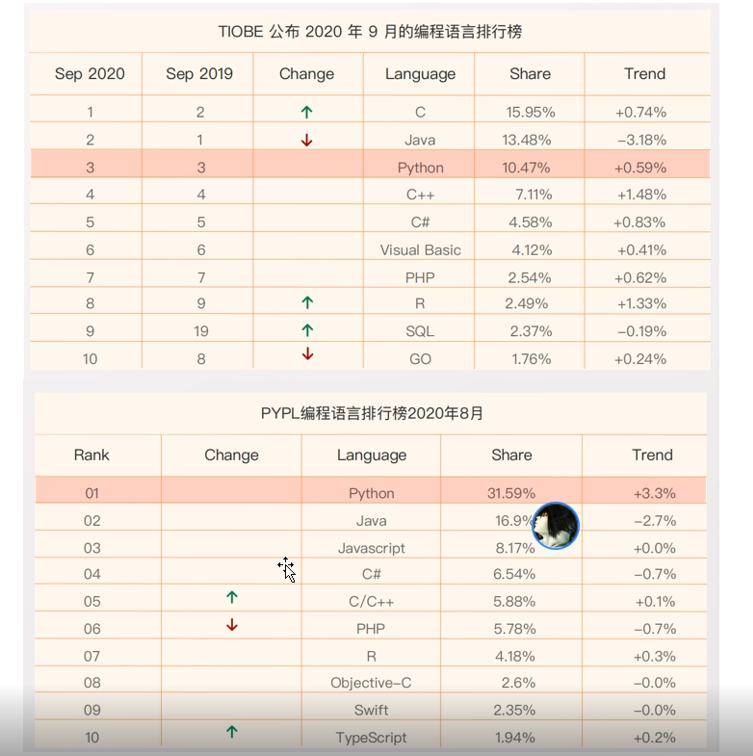 TIOBE 公布 2020 年 9 月的编程语言排行榜
Sep 2020 Sep 2019 Change Language Share Trend
1 2 ↑ C 15.95% +0.74%
2 1 ↓ Java 13.48% −3.18%
3 3 Python 10.47% +0.59%
4 4 C++ 7.11% +1.48%
5 5 C# 4.58% +0.83%
6 6 Visual Basic 4.12% +0.41%
7 7 PHP 2.54% +0.62%
8 9 ↑ R 2.49% +1.33%
9 19 ↑ SQL 2.37% −0.19%
10 8 ↓ GO 1.76% +0.24%
PYPL编程语言排行榜2020年8月
Rank Change Language Share Trend
01 Python 31.59% +3.3%
02 Java 16.9% −2.7%
03 Javascript 8.17% +0.0%
04 C# 6.54% −0.7%
05 ↑ C/C++ 5.88% +0.1%
06 ↓ PHP 5.78% −0.7%
07 R 4.18% +0.3%
08 Objective−C 2.6% −0.0%
09 Swift 2.35% −0.0%
10 ↑ TypeScript 1.94% +0.2%